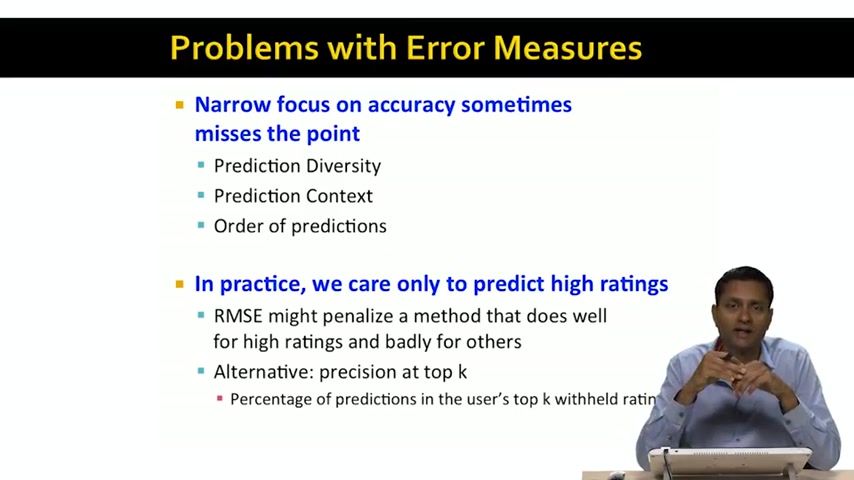 Problems with Error Measures
Narrow focus on accuracy sometimes
misses the point
Prediction Diversity
Prediction Context
Order of predictions
In practice, we care only to predict high ratings
RMSE might penalize a method that does well
for high ratings and badly for others
Alternative: precision at top k
Percentage of predictions in the user's top k withheld